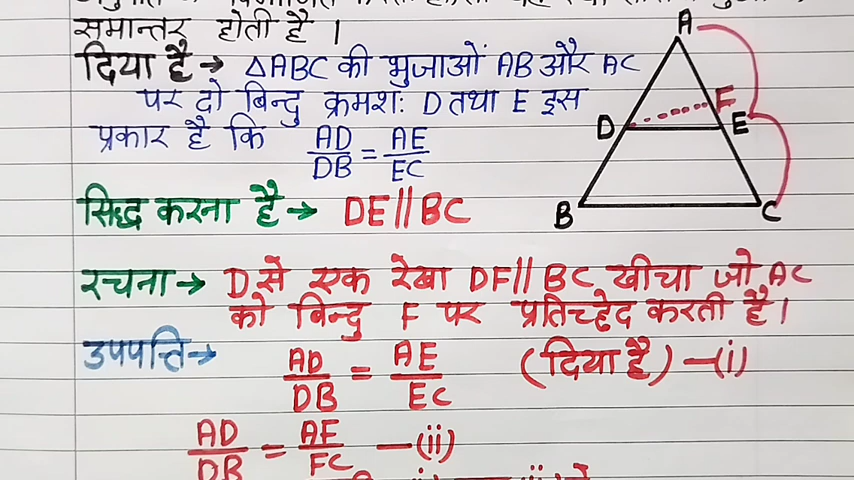 समान्तर होती है ।
दिया है → ΔABC की भुजाओं AB और AC
पर दो बिन्दु क्रमशः D तथा E इस
प्रकार है कि AD/DB = AE/EC
सिद्ध करना है → DE||BC
रचना → D से एक रेखा DF||BC खींचा जो AC
को बिन्दु F पर प्रतिच्छेद करती है।
उपपत्ति →
AD/DB = AE/EC (दिया है) —(i)
AD/DB = AF/FC —(ii)
A
F
D
E
B
C